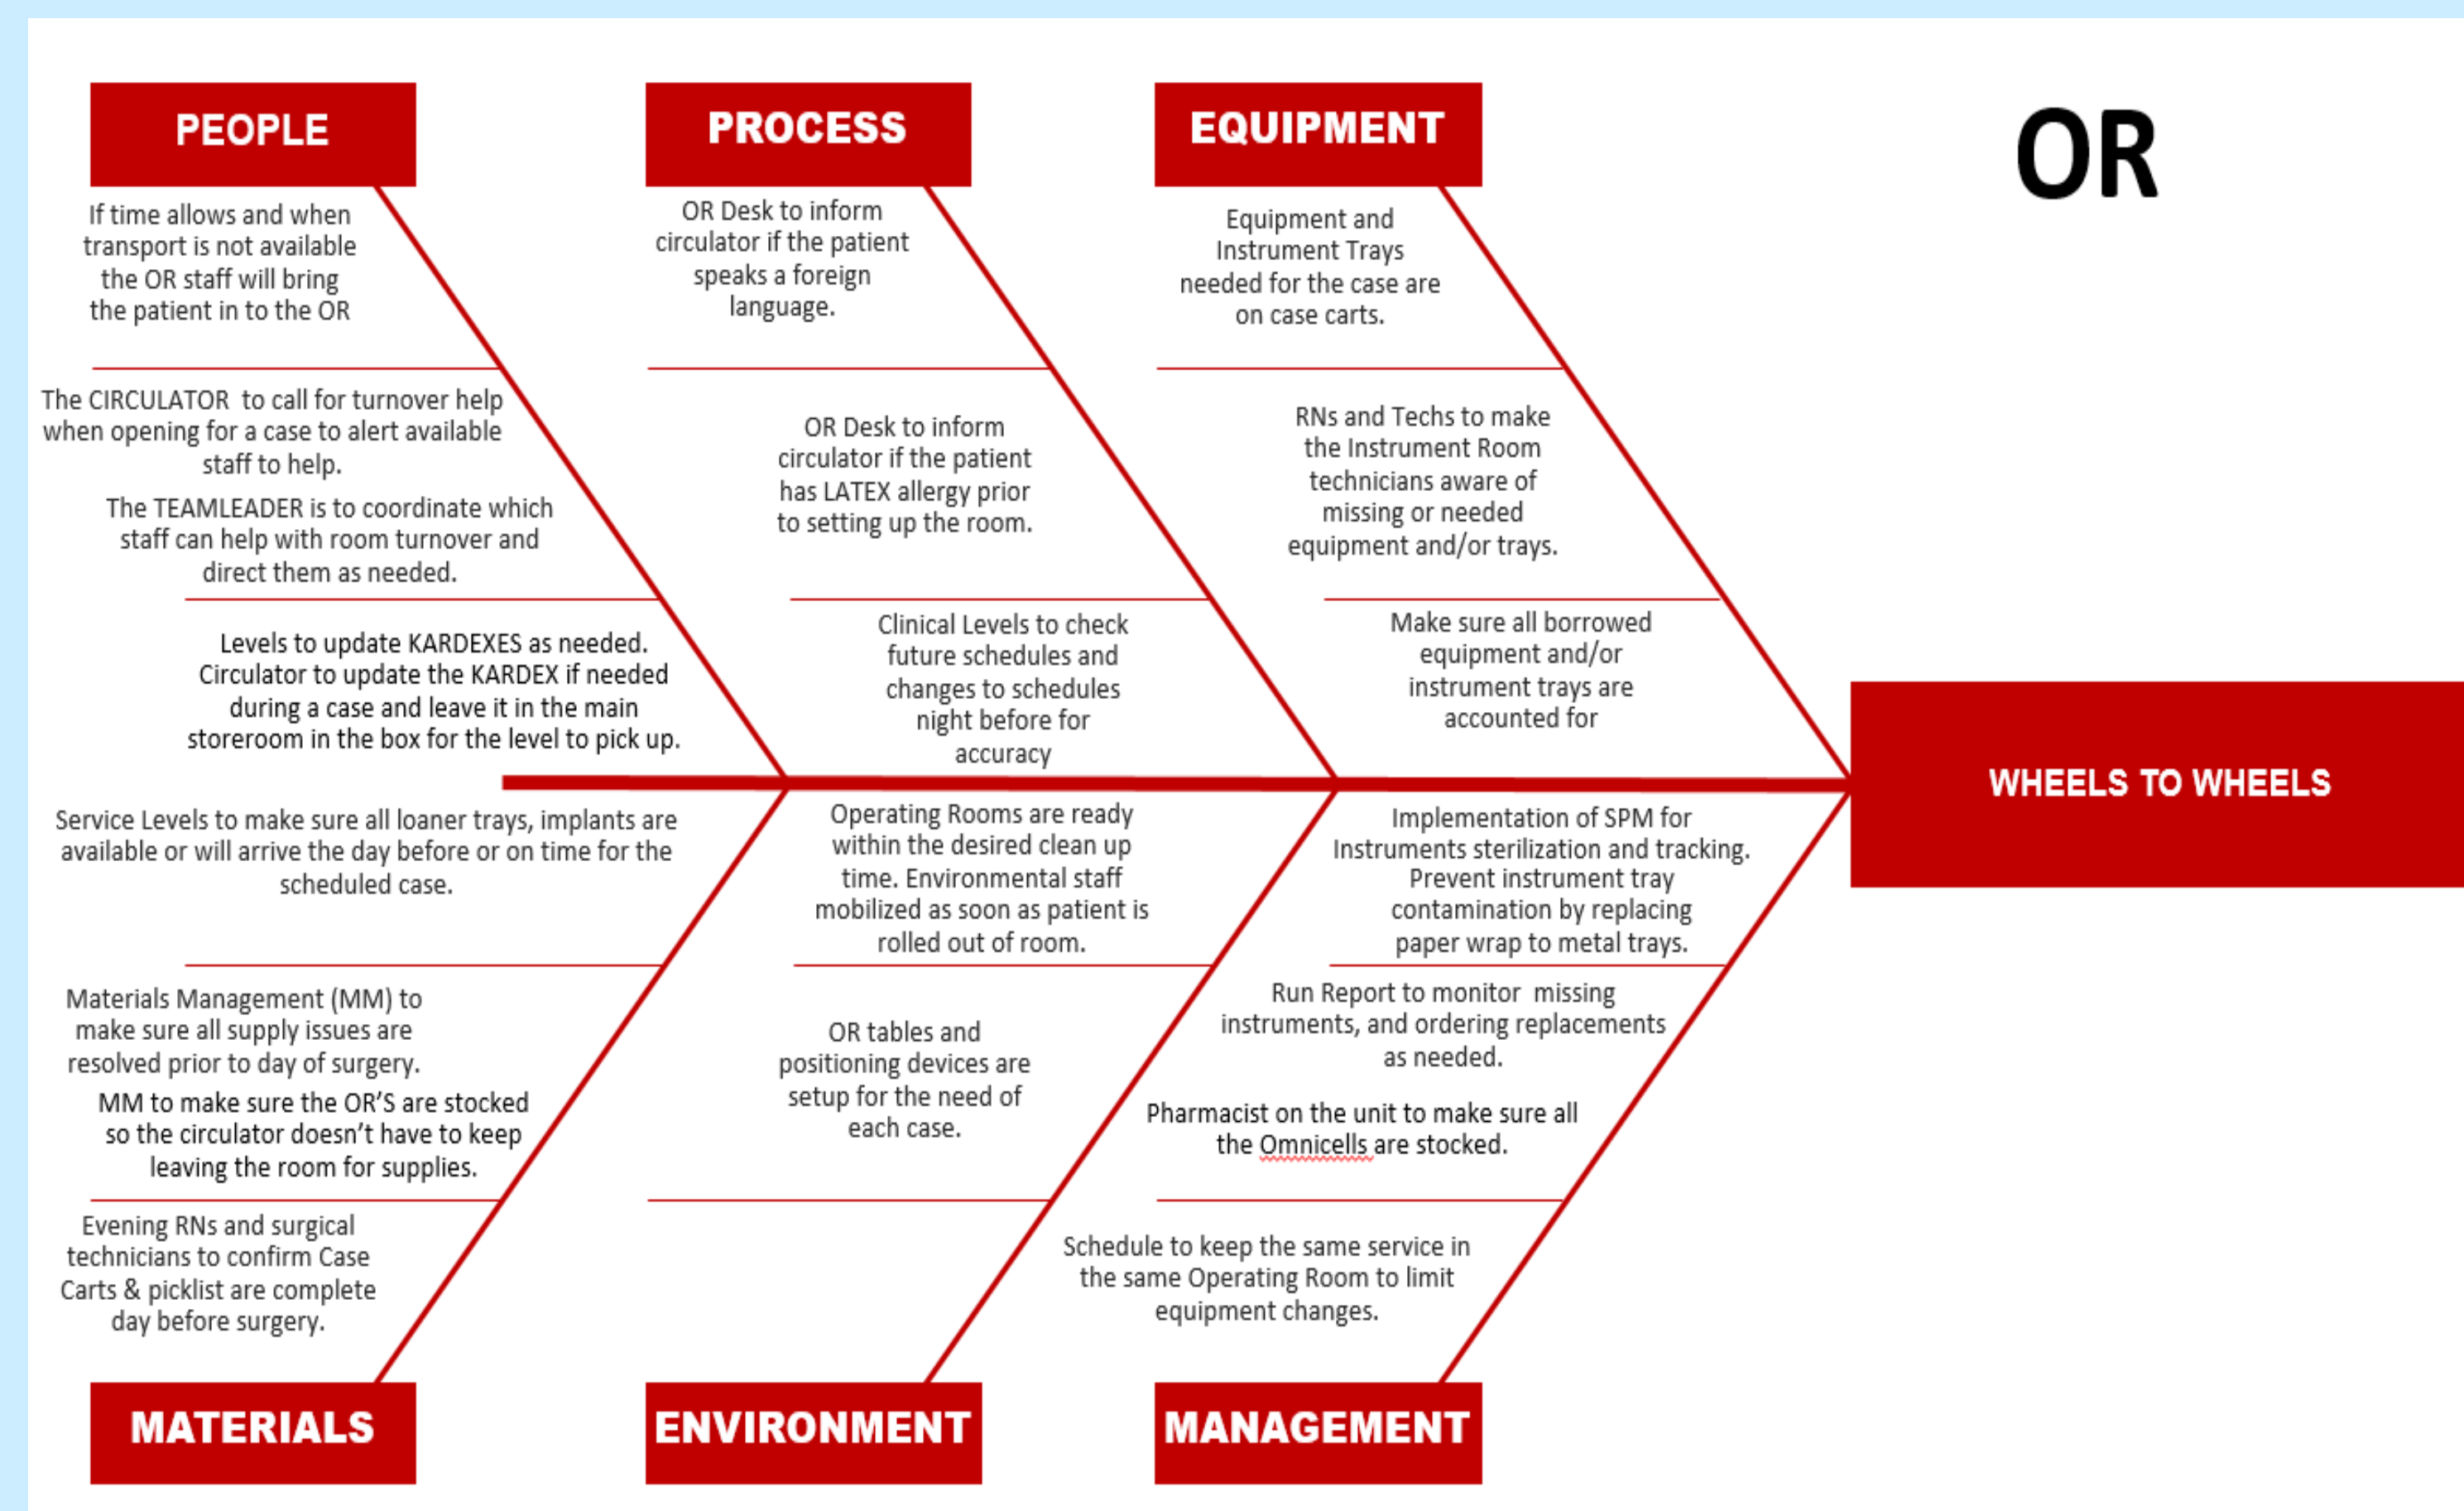 OR
PEOPLE
If time allows and when
transport is not available
the OR staff will bring
the patient in to the OR
The CIRCULATOR to call for turnover help
when opening for a case to alert available
staff to help.
The TEAMLEADER is to coordinate which
staff can help with room turnover and
direct them as needed.
Levels to update KARDEXES as needed.
Circulator to update the KARDEX if needed
during a case and leave it in the main
storeroom in the box for the level to pick up.
PROCESS
OR Desk to inform
circulator if the patient
speaks a foreign
language.
OR Desk to inform
circulator if the patient
has LATEX allergy prior
to setting up the room.
Clinical Levels to check
future schedules and
changes to schedules
night before for
accuracy
EQUIPMENT
Equipment and
Instrument Trays
needed for the case are
on case carts.
RNs and Techs to make
the Instrument Room
technicians aware of
missing or needed
equipment and/or trays.
Make sure all borrowed
equipment and/or
instrument trays are
accounted for
WHEELS TO WHEELS
Service Levels to make sure all loaner trays, implants are
available or will arrive the day before or on time for the
scheduled case.
Materials Management (MM) to
make sure all supply issues are
resolved prior to day of surgery.
MM to make sure the OR’S are stocked
so the circulator doesn’t have to keep
leaving the room for supplies.
Evening RNs and surgical
technicians to confirm Case
Carts & picklist are complete
day before surgery.
MATERIALS
Operating Rooms are ready
within the desired clean up
time. Environmental staff
mobilized as soon as patient is
rolled out of room.
OR tables and
positioning devices are
setup for the need of
each case.
ENVIRONMENT
Implementation of SPM for
Instruments sterilization and tracking.
Prevent instrument tray
contamination by replacing
paper wrap to metal trays.
Run Report to monitor missing
instruments, and ordering replacements
as needed.
Pharmacist on the unit to make sure all
the Omnicells are stocked.
Schedule to keep the same service in
the same Operating Room to limit
equipment changes.
MANAGEMENT